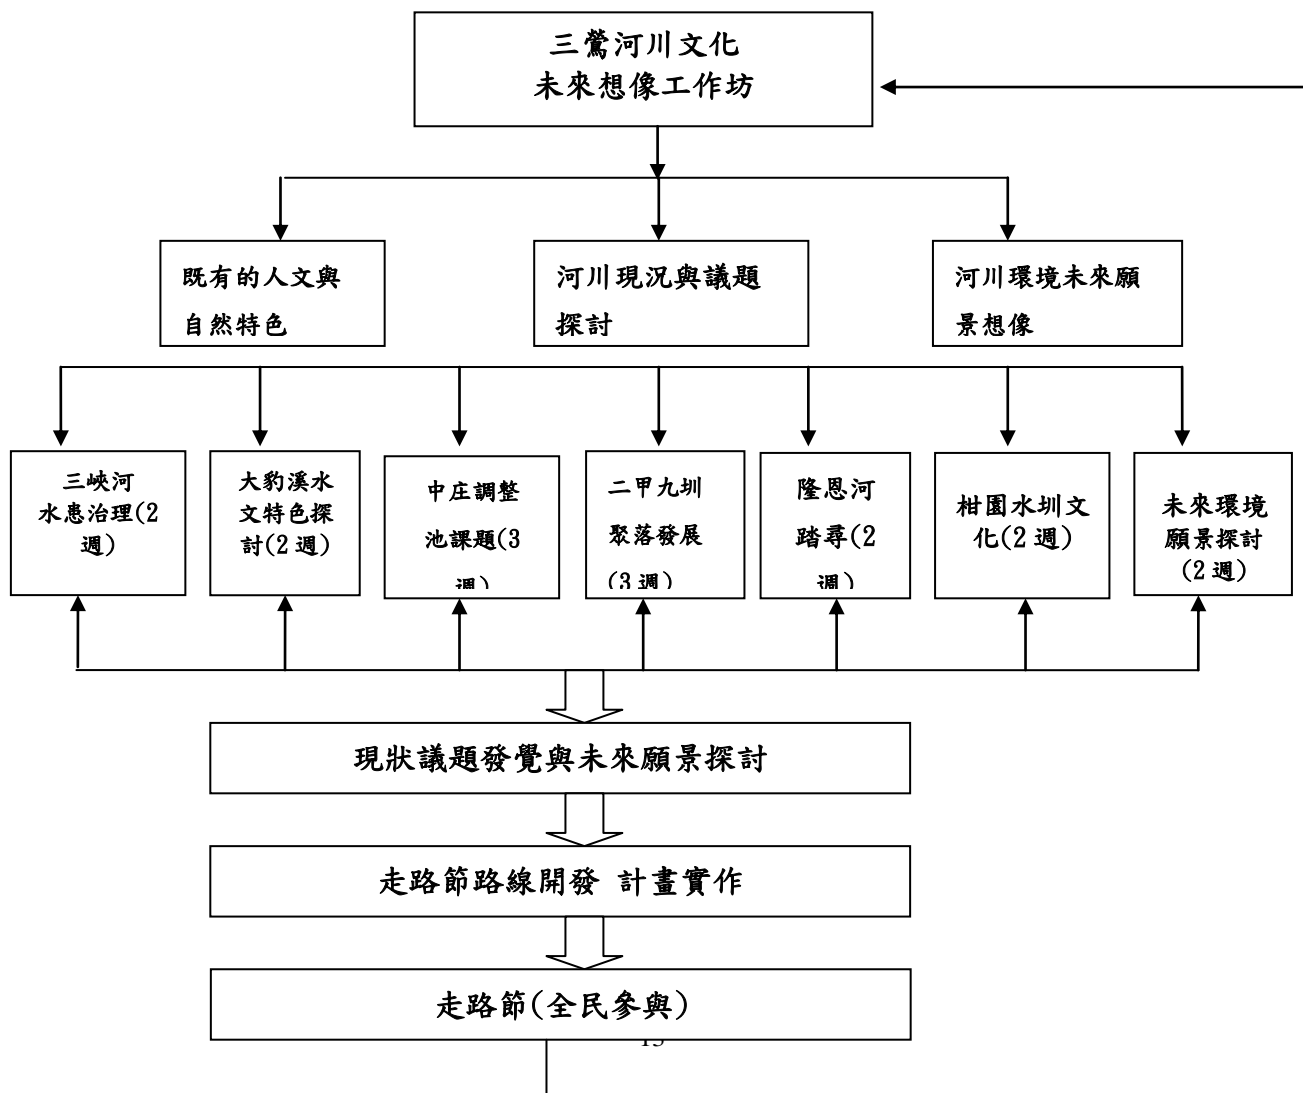 三鶯河川文化
未來想像工作坊
既有的人文與
自然特色
河川現況與議題
探討
河川環境未來願
景想像
三峽河
水患治理(2
週)
大豹溪水
文特色探
討(2 週)
中庄調整
池課題(3
週)
二甲九圳
聚落發展
(3 週)
隆恩河
踏尋(2
週)
柑園水圳文
化(2 週)
未來環境
願景探討
(2 週)
現狀議題發覺與未來願景探討
走路節路線開發 計畫實作
走路節(全民參與)